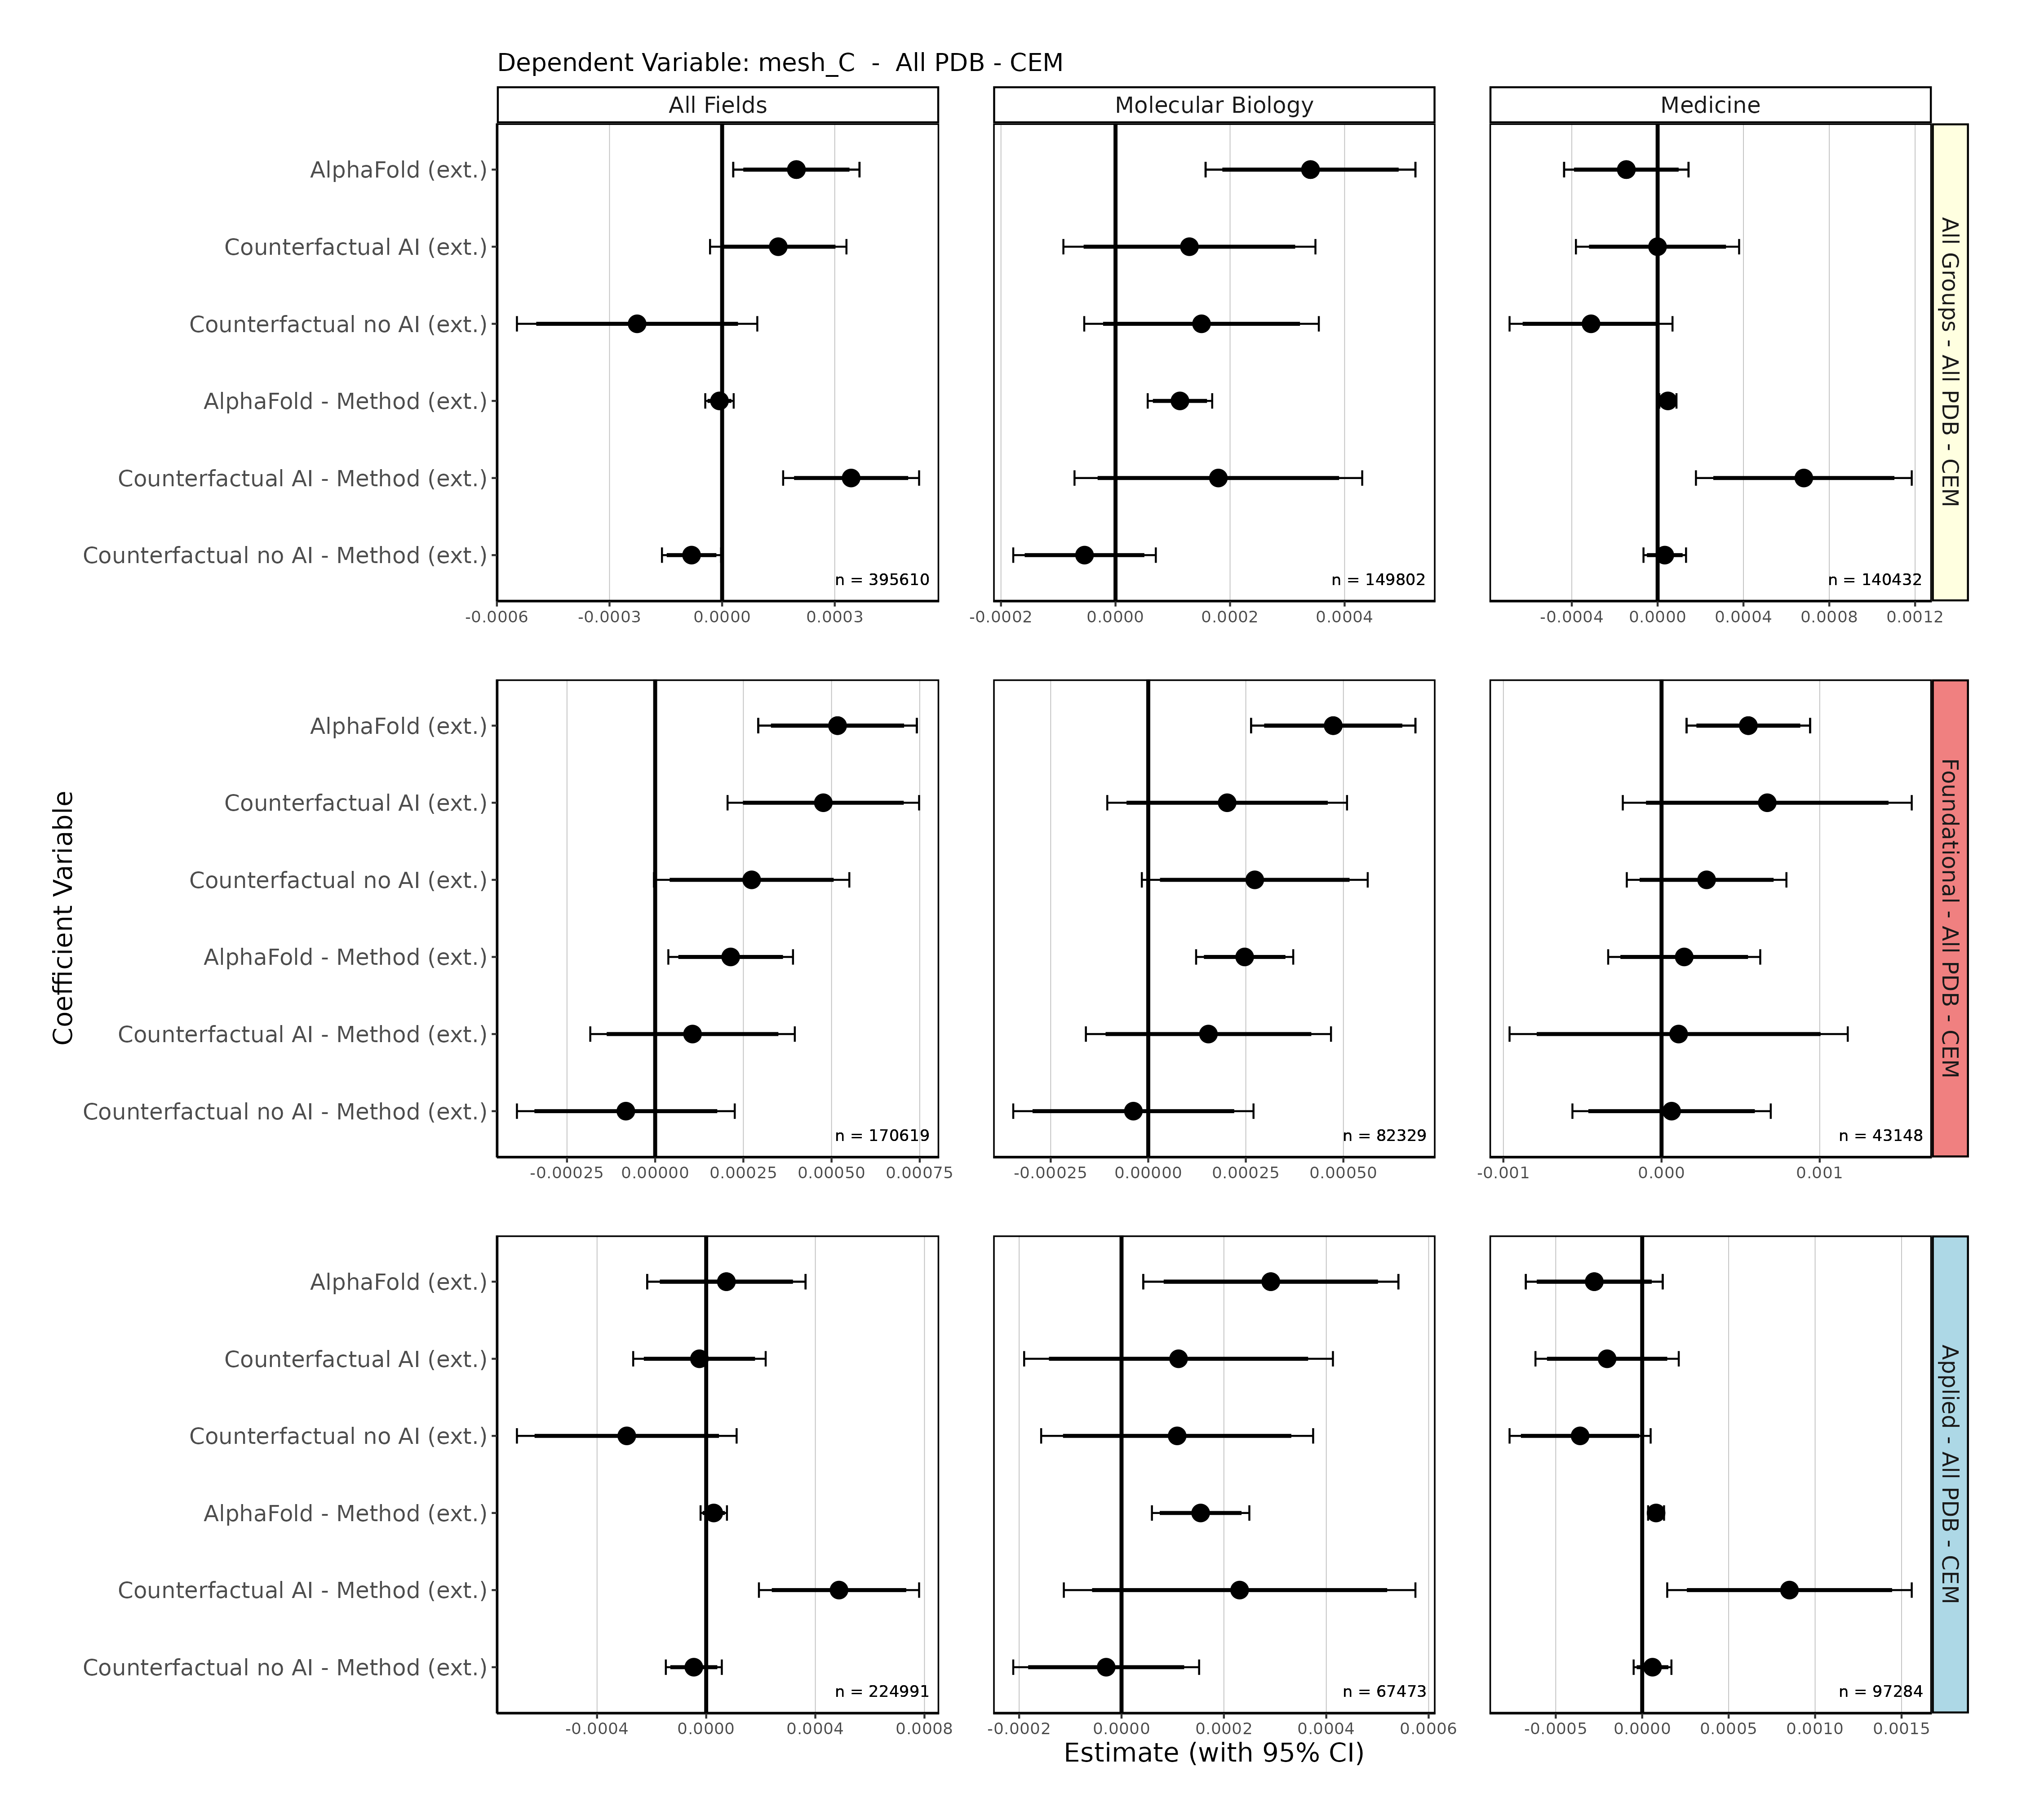 Dependent Variable: mesh_C - All PDB - CEM
All Fields
Molecular Biology
Medicine
AlphaFold (ext.)
Counterfactual AI (ext.)
Counterfactual no AI (ext.)
AlphaFold - Method (ext.)
Counterfactual AI - Method (ext.)
Counterfactual no AI - Method (ext.)
n = 395610
n = 149802
n = 140432
-0.0006 -0.0003 0.0000 0.0003
-0.0002 0.0000 0.0002 0.0004
-0.0004 0.0000 0.0004 0.0008 0.0012
All Groups - All PDB - CEM
Coefficient Variable
AlphaFold (ext.)
Counterfactual AI (ext.)
Counterfactual no AI (ext.)
AlphaFold - Method (ext.)
Counterfactual AI - Method (ext.)
Counterfactual no AI - Method (ext.)
n = 170619
n = 82329
n = 43148
-0.00025 0.00000 0.00025 0.00050 0.00075
-0.00025 0.00000 0.00025 0.00050
-0.001 0.000 0.001
Foundational - All PDB - CEM
AlphaFold (ext.)
Counterfactual AI (ext.)
Counterfactual no AI (ext.)
AlphaFold - Method (ext.)
Counterfactual AI - Method (ext.)
Counterfactual no AI - Method (ext.)
n = 224991
n = 67473
n = 97284
-0.0004 0.0000 0.0004 0.0008
-0.0002 0.0000 0.0002 0.0004 0.0006
-0.0005 0.0000 0.0005 0.0010 0.0015
Applied - All PDB - CEM
Estimate (with 95% CI)